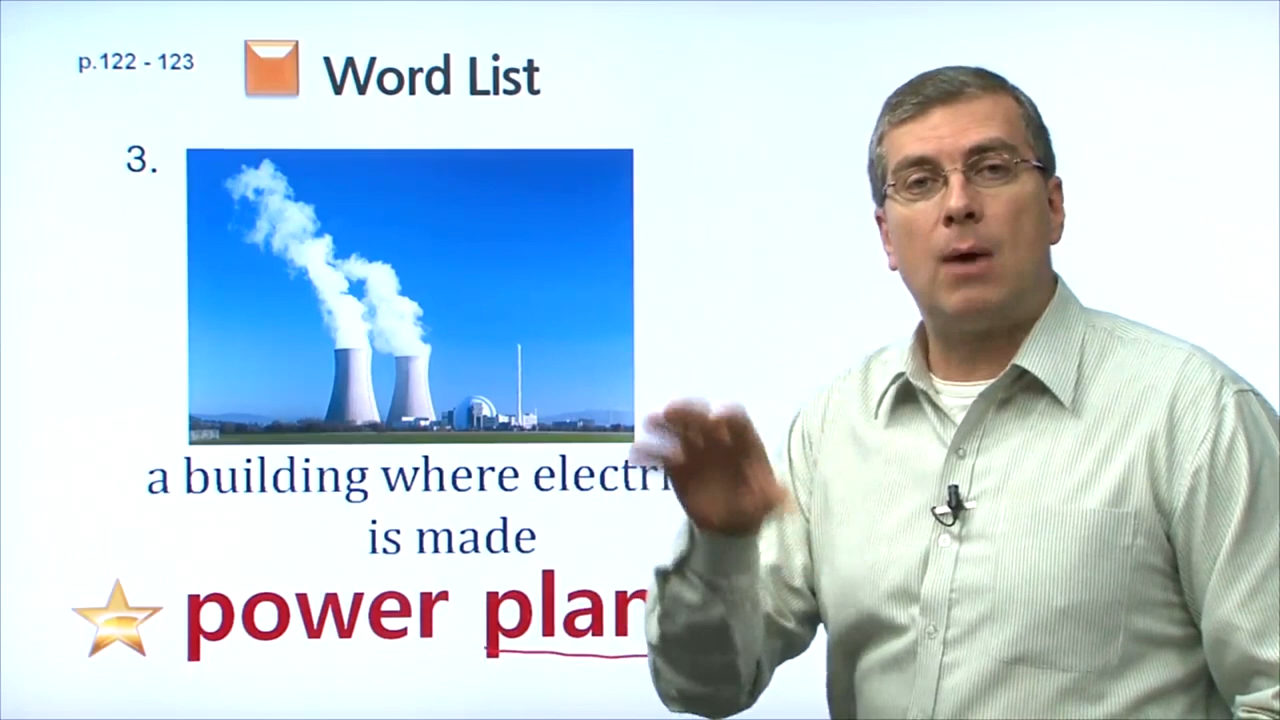 p.122 - 123
Word List
3.
a building where
is made
power